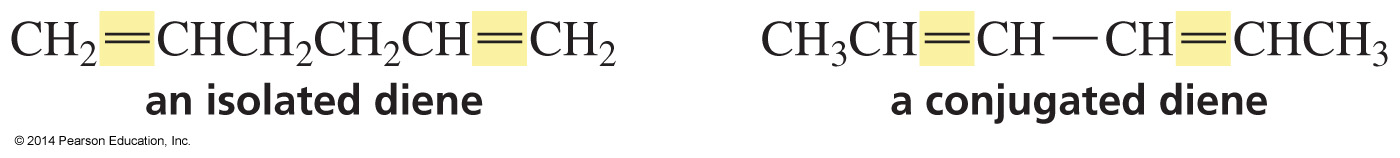 CH₂=CHCH₂CH₂CH=CH₂ CH₃CH=CH—CH=CHCH₃
an isolated diene a conjugated diene
© 2014 Pearson Education, Inc.